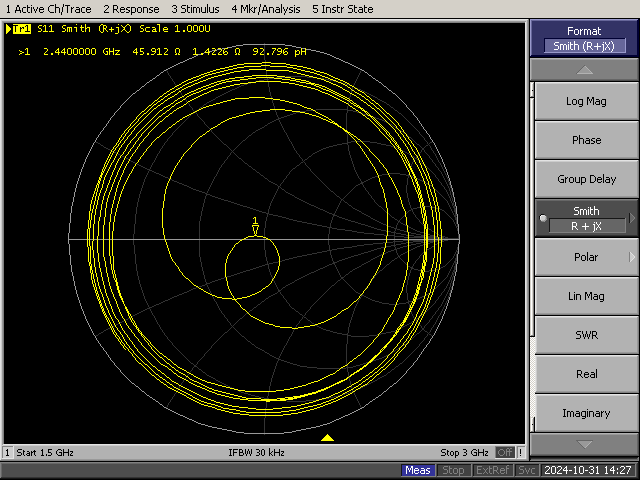 1 Active Ch/Trace 2 Response 3 Stimulus 4 Mkr/Analysis 5 Instr State
Tr1 S11 Smith (R+jX) Scale 1.000U
>1 2.4400000 GHz 45.912 Ω 1.4226 Ω 92.796 pH
1
Format
Smith (R+jX)
Log Mag
Phase
Group Delay
Smith
R + jX
Polar
Lin Mag
SWR
Real
Imaginary
1 Start 1.5 GHz IFBW 30 kHz Stop 3 GHz Off !
Meas Stop ExtRef Svc 2024-10-31 14:27